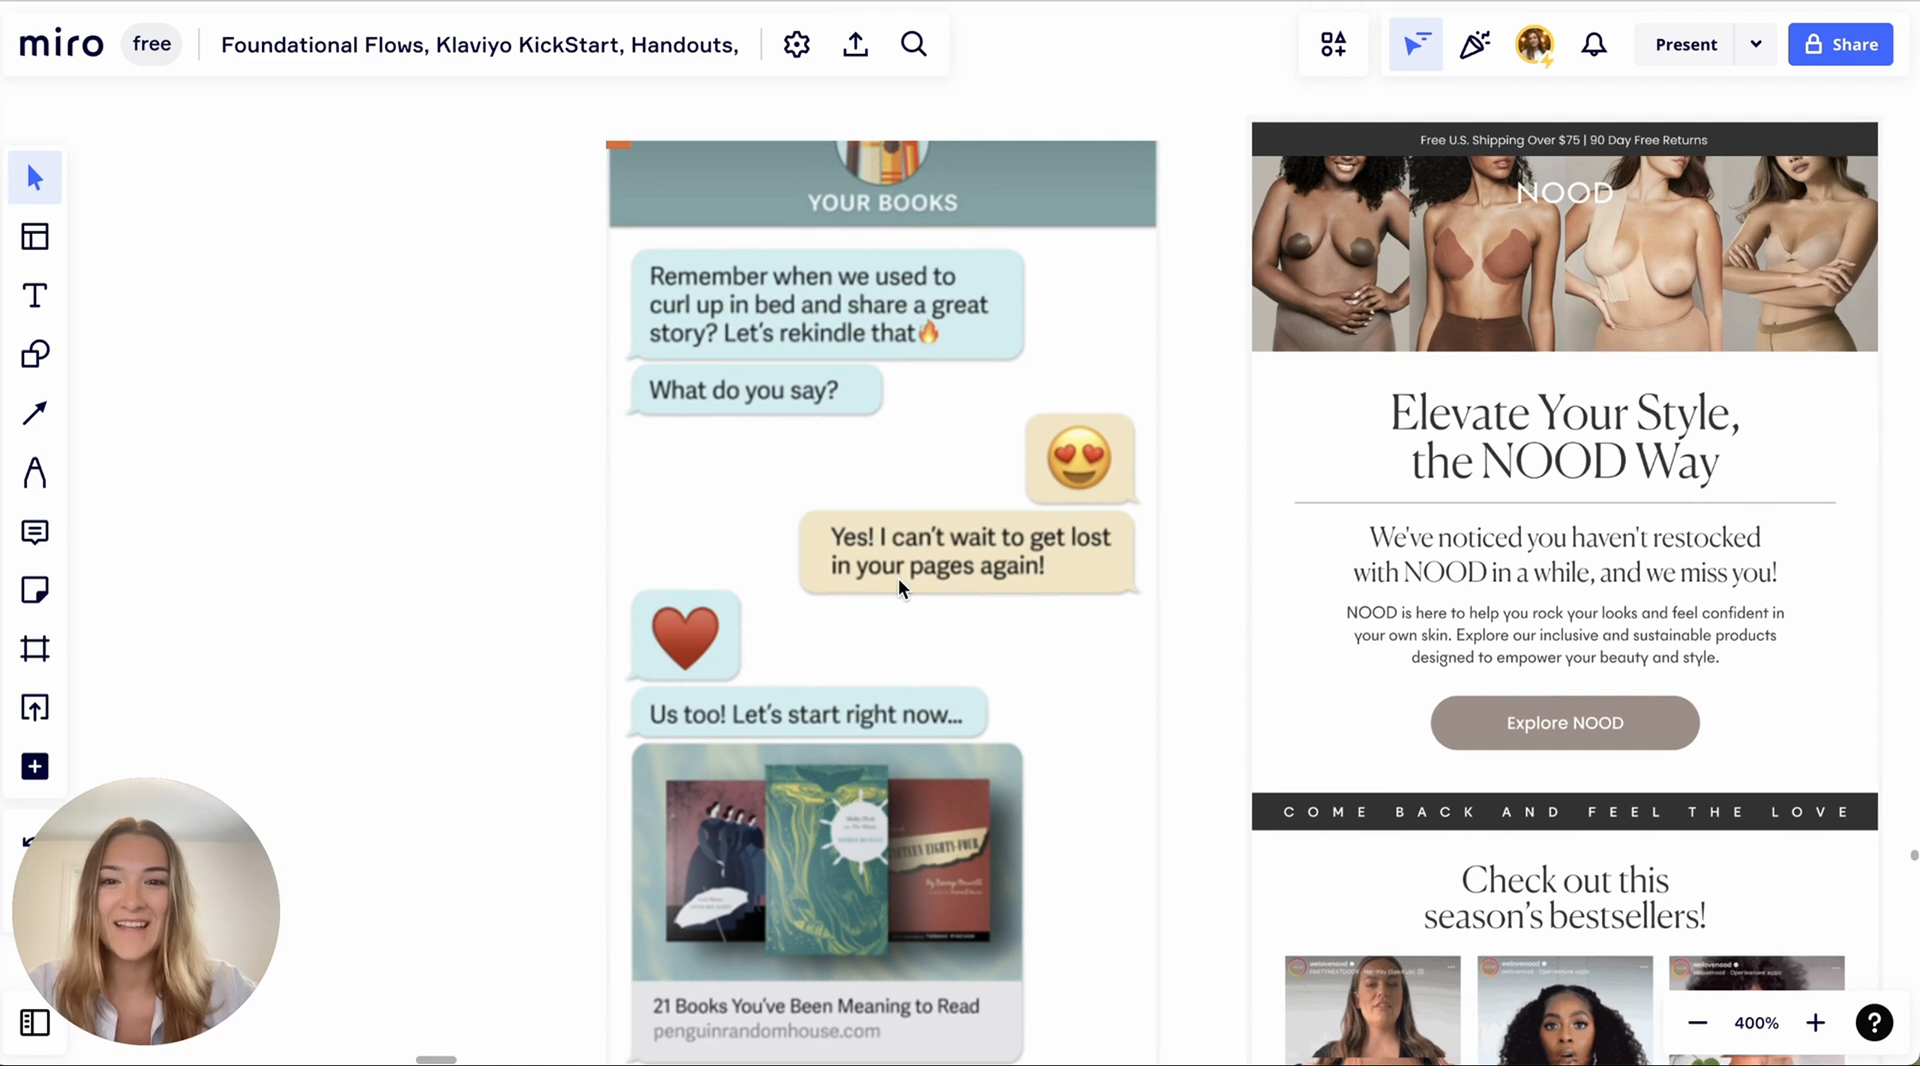 miro
free
Foundational Flows, Klaviyo KickStart, Handouts,
Present
Share
YOUR BOOKS
Remember when we used to
curl up in bed and share a great
story? Let's rekindle that🔥
What do you say?
😍
Yes! I can't wait to get lost
in your pages again!
❤️
Us too! Let's start right now...
21 Books You've Been Meaning to Read
penguinrandomhouse.com
Free U.S. Shipping Over $75 | 90 Day Free Returns
NOOD
Elevate Your Style,
the NOOD Way
We've noticed you haven't restocked
with NOOD in a while, and we miss you!
NOOD is here to help you rock your looks and feel confident in
your own skin. Explore our inclusive and sustainable products
designed to empower your beauty and style.
Explore NOOD
COME BACK AND FEEL THE LOVE
Check out this
season's bestsellers!
welovenood
welovenood
welovenood
400%
?